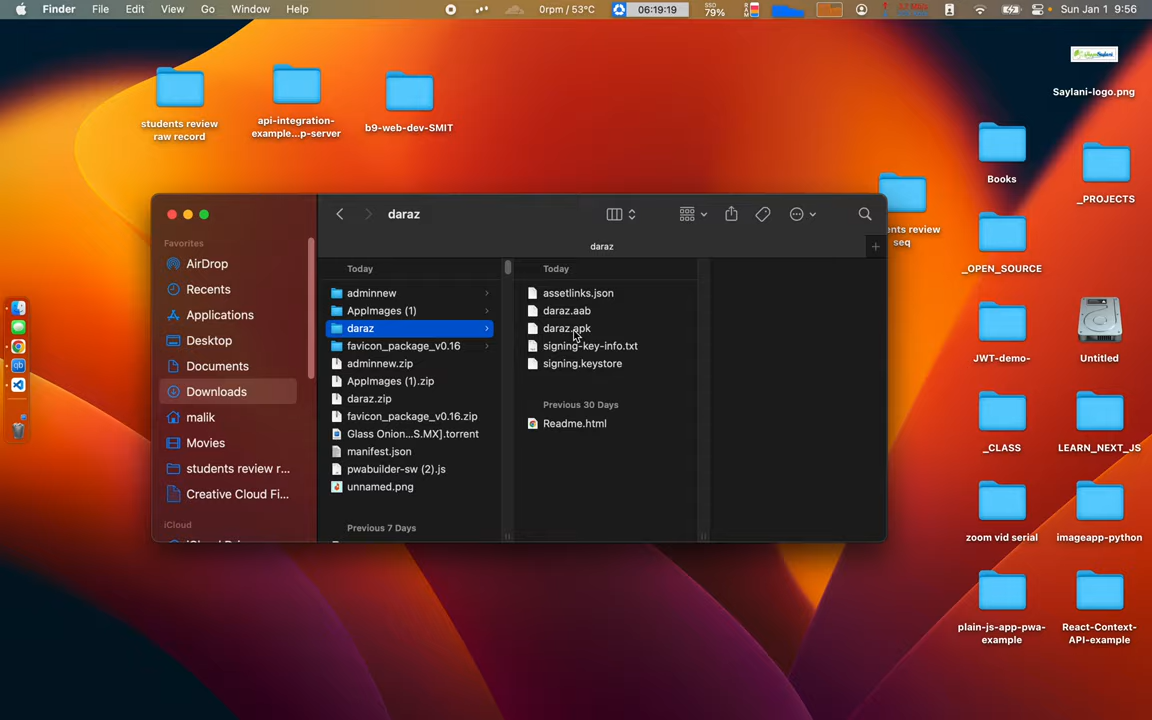 Finder File Edit View Go Window Help
0rpm / 53°C
06:19:19
SSD
79%
Sun Jan 1 9:56
students review
raw record
api-integration-
example...p-server
b9-web-dev-SMIT
Saylani-logo.png
Books
_PROJECTS
ents review
seq
_OPEN_SOURCE
JWT-demo-
Untitled
_CLASS
LEARN_NEXT_JS
zoom vid serial
imageapp-python
plain-js-app-pwa-
example
React-Context-
API-example
daraz
daraz
Favorites
AirDrop
Recents
Applications
Desktop
Documents
Downloads
malik
Movies
students review r...
Creative Cloud Fi...
iCloud
Today
adminnew
AppImages (1)
daraz
favicon_package_v0.16
adminnew.zip
AppImages (1).zip
daraz.zip
favicon_package_v0.16.zip
Glass Onion...S.MX].torrent
manifest.json
pwabuilder-sw (2).js
unnamed.png
Previous 7 Days
Today
assetlinks.json
daraz.aab
daraz.apk
signing-key-info.txt
signing.keystore
Previous 30 Days
Readme.html